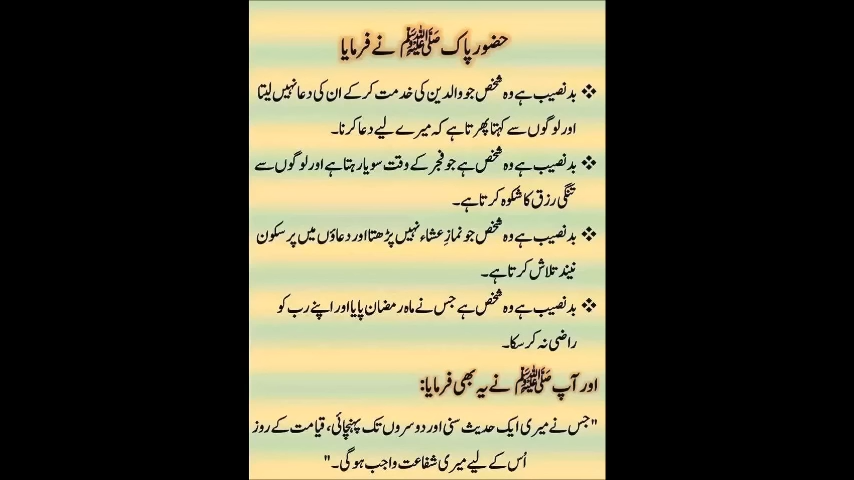 حضور پاک ﷺ نے فرمایا
❖ بدنصیب ہے وہ شخص جو والدین کی خدمت کر کے ان کی دعا نہیں لیتا
اور لوگوں سے کہتا پھرتا ہے کہ میرے لیے دعا کرنا۔
❖ بدنصیب ہے وہ شخص ہے جو فجر کے وقت سویا رہتا ہے اور لوگوں سے
تنگی رزق کا شکوہ کرتا ہے۔
❖ بدنصیب ہے وہ شخص جو نمازِ عشاء نہیں پڑھتا اور دعاؤں میں پر سکون
نیند تلاش کرتا ہے۔
❖ بدنصیب ہے وہ شخص ہے جس نے ماہ رمضان پایا اور اپنے رب کو
راضی نہ کر سکا۔
اور آپ ﷺ نے یہ بھی فرمایا:
"جس نے میری ایک حدیث سنی اور دوسروں تک پہنچائی، قیامت کے روز
اُس کے لیے میری شفاعت واجب ہو گی۔"